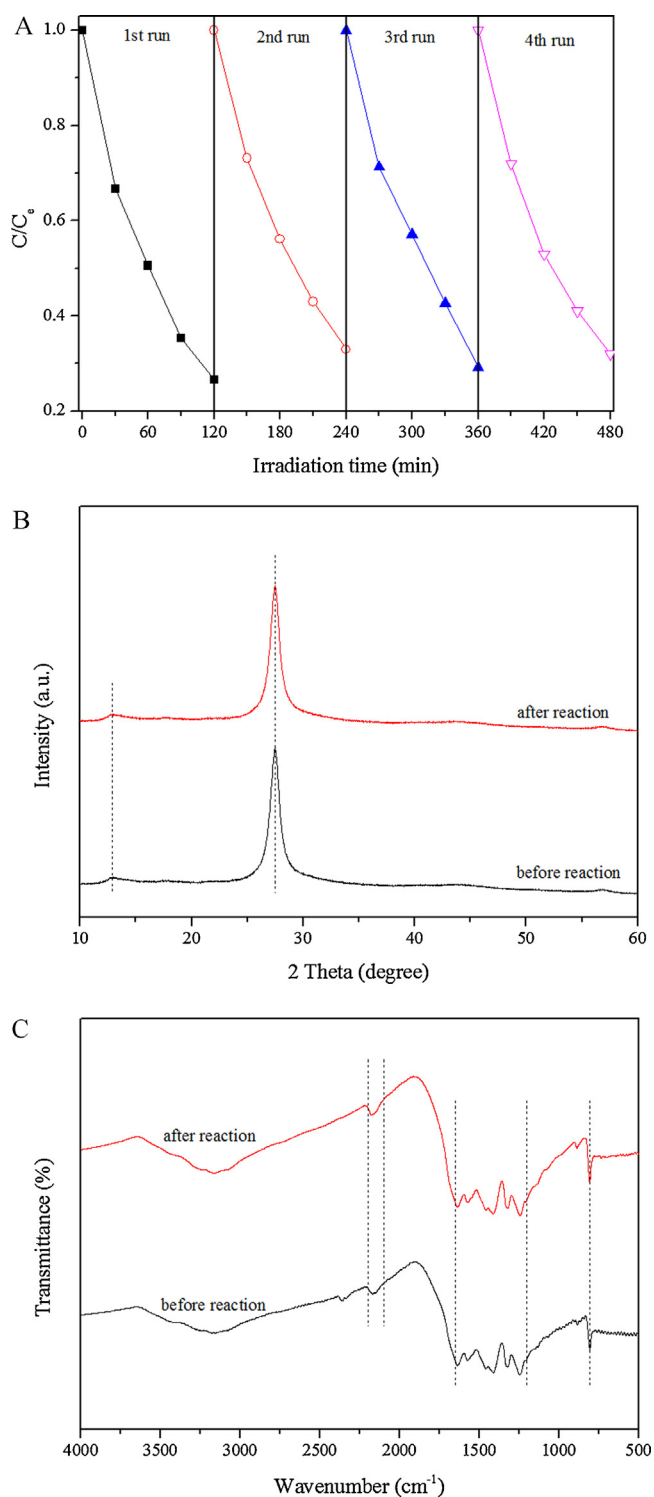 A
1st run
2nd run
3rd run
4th run
1.0
0.8
0.6
0.4
0.2
C/Ce
0
60
120
180
240
300
360
420
480
Irradiation time (min)
B
Intensity (a.u.)
after reaction
before reaction
10
20
30
40
50
60
2 Theta (degree)
C
Transmittance (%)
after reaction
before reaction
4000
3500
3000
2500
2000
1500
1000
500
Wavenumber (cm-1)